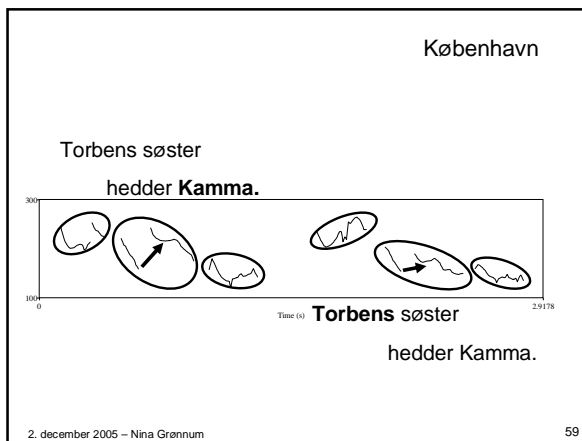 København
Torbens søster
hedder Kamma.
300
100
0
Time (s)
2.9178
Torbens søster
hedder Kamma.
2. december 2005 – Nina Grønnum
59